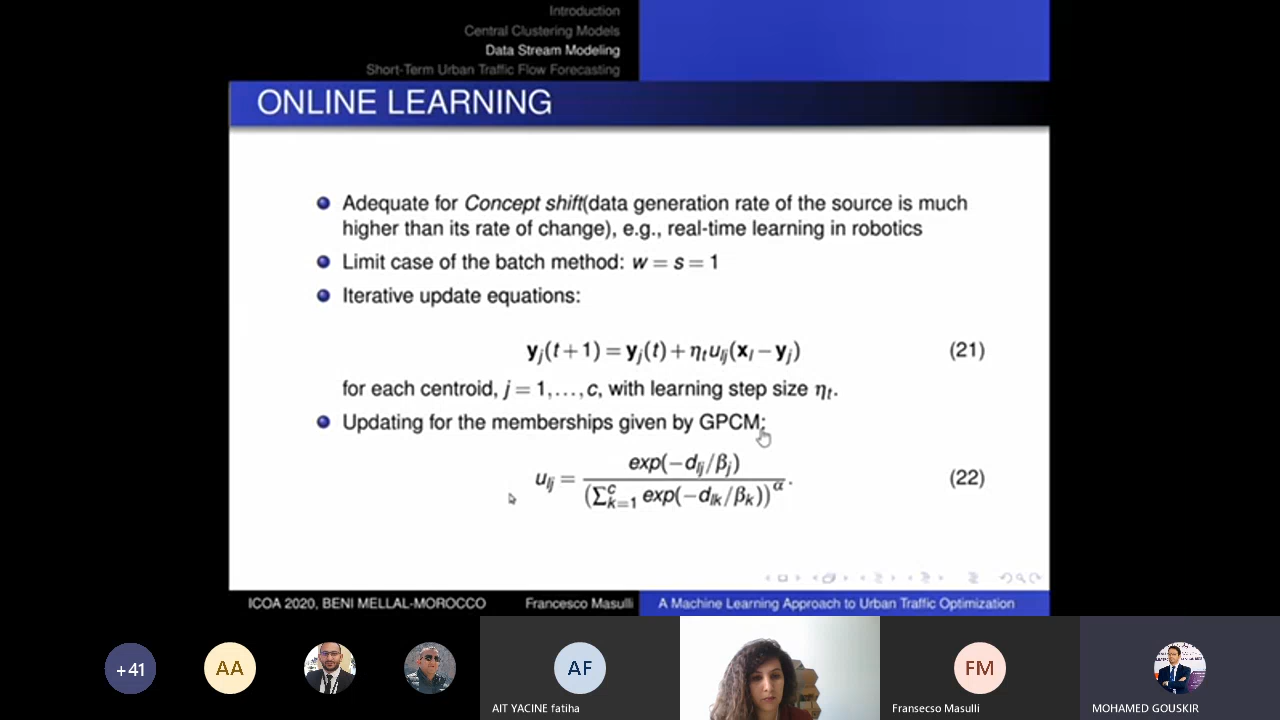 Introduction
Central Clustering Models
Data Stream Modeling
Short-Term Urban Traffic Flow Forecasting
ONLINE LEARNING
Adequate for Concept shift(data generation rate of the source is much
higher than its rate of change), e.g., real-time learning in robotics
Limit case of the batch method: w = s = 1
Iterative update equations:
y_j(t+1) = y_j(t) + η_t u_lj(x_l − y_j) (21)
for each centroid, j = 1,...,c, with learning step size η_t.
Updating for the memberships given by GPCM:
u_lj = exp(−d_lj/β_j) / (∑_{k=1}^c exp(−d_lk/β_k))^α. (22)
ICOA 2020, BENI MELLAL-MOROCCO Francesco Masulli A Machine Learning Approach to Urban Traffic Optimization
+41 AA AF FM
AIT YACINE fatiha Fransecso Masulli MOHAMED GOUSKIR